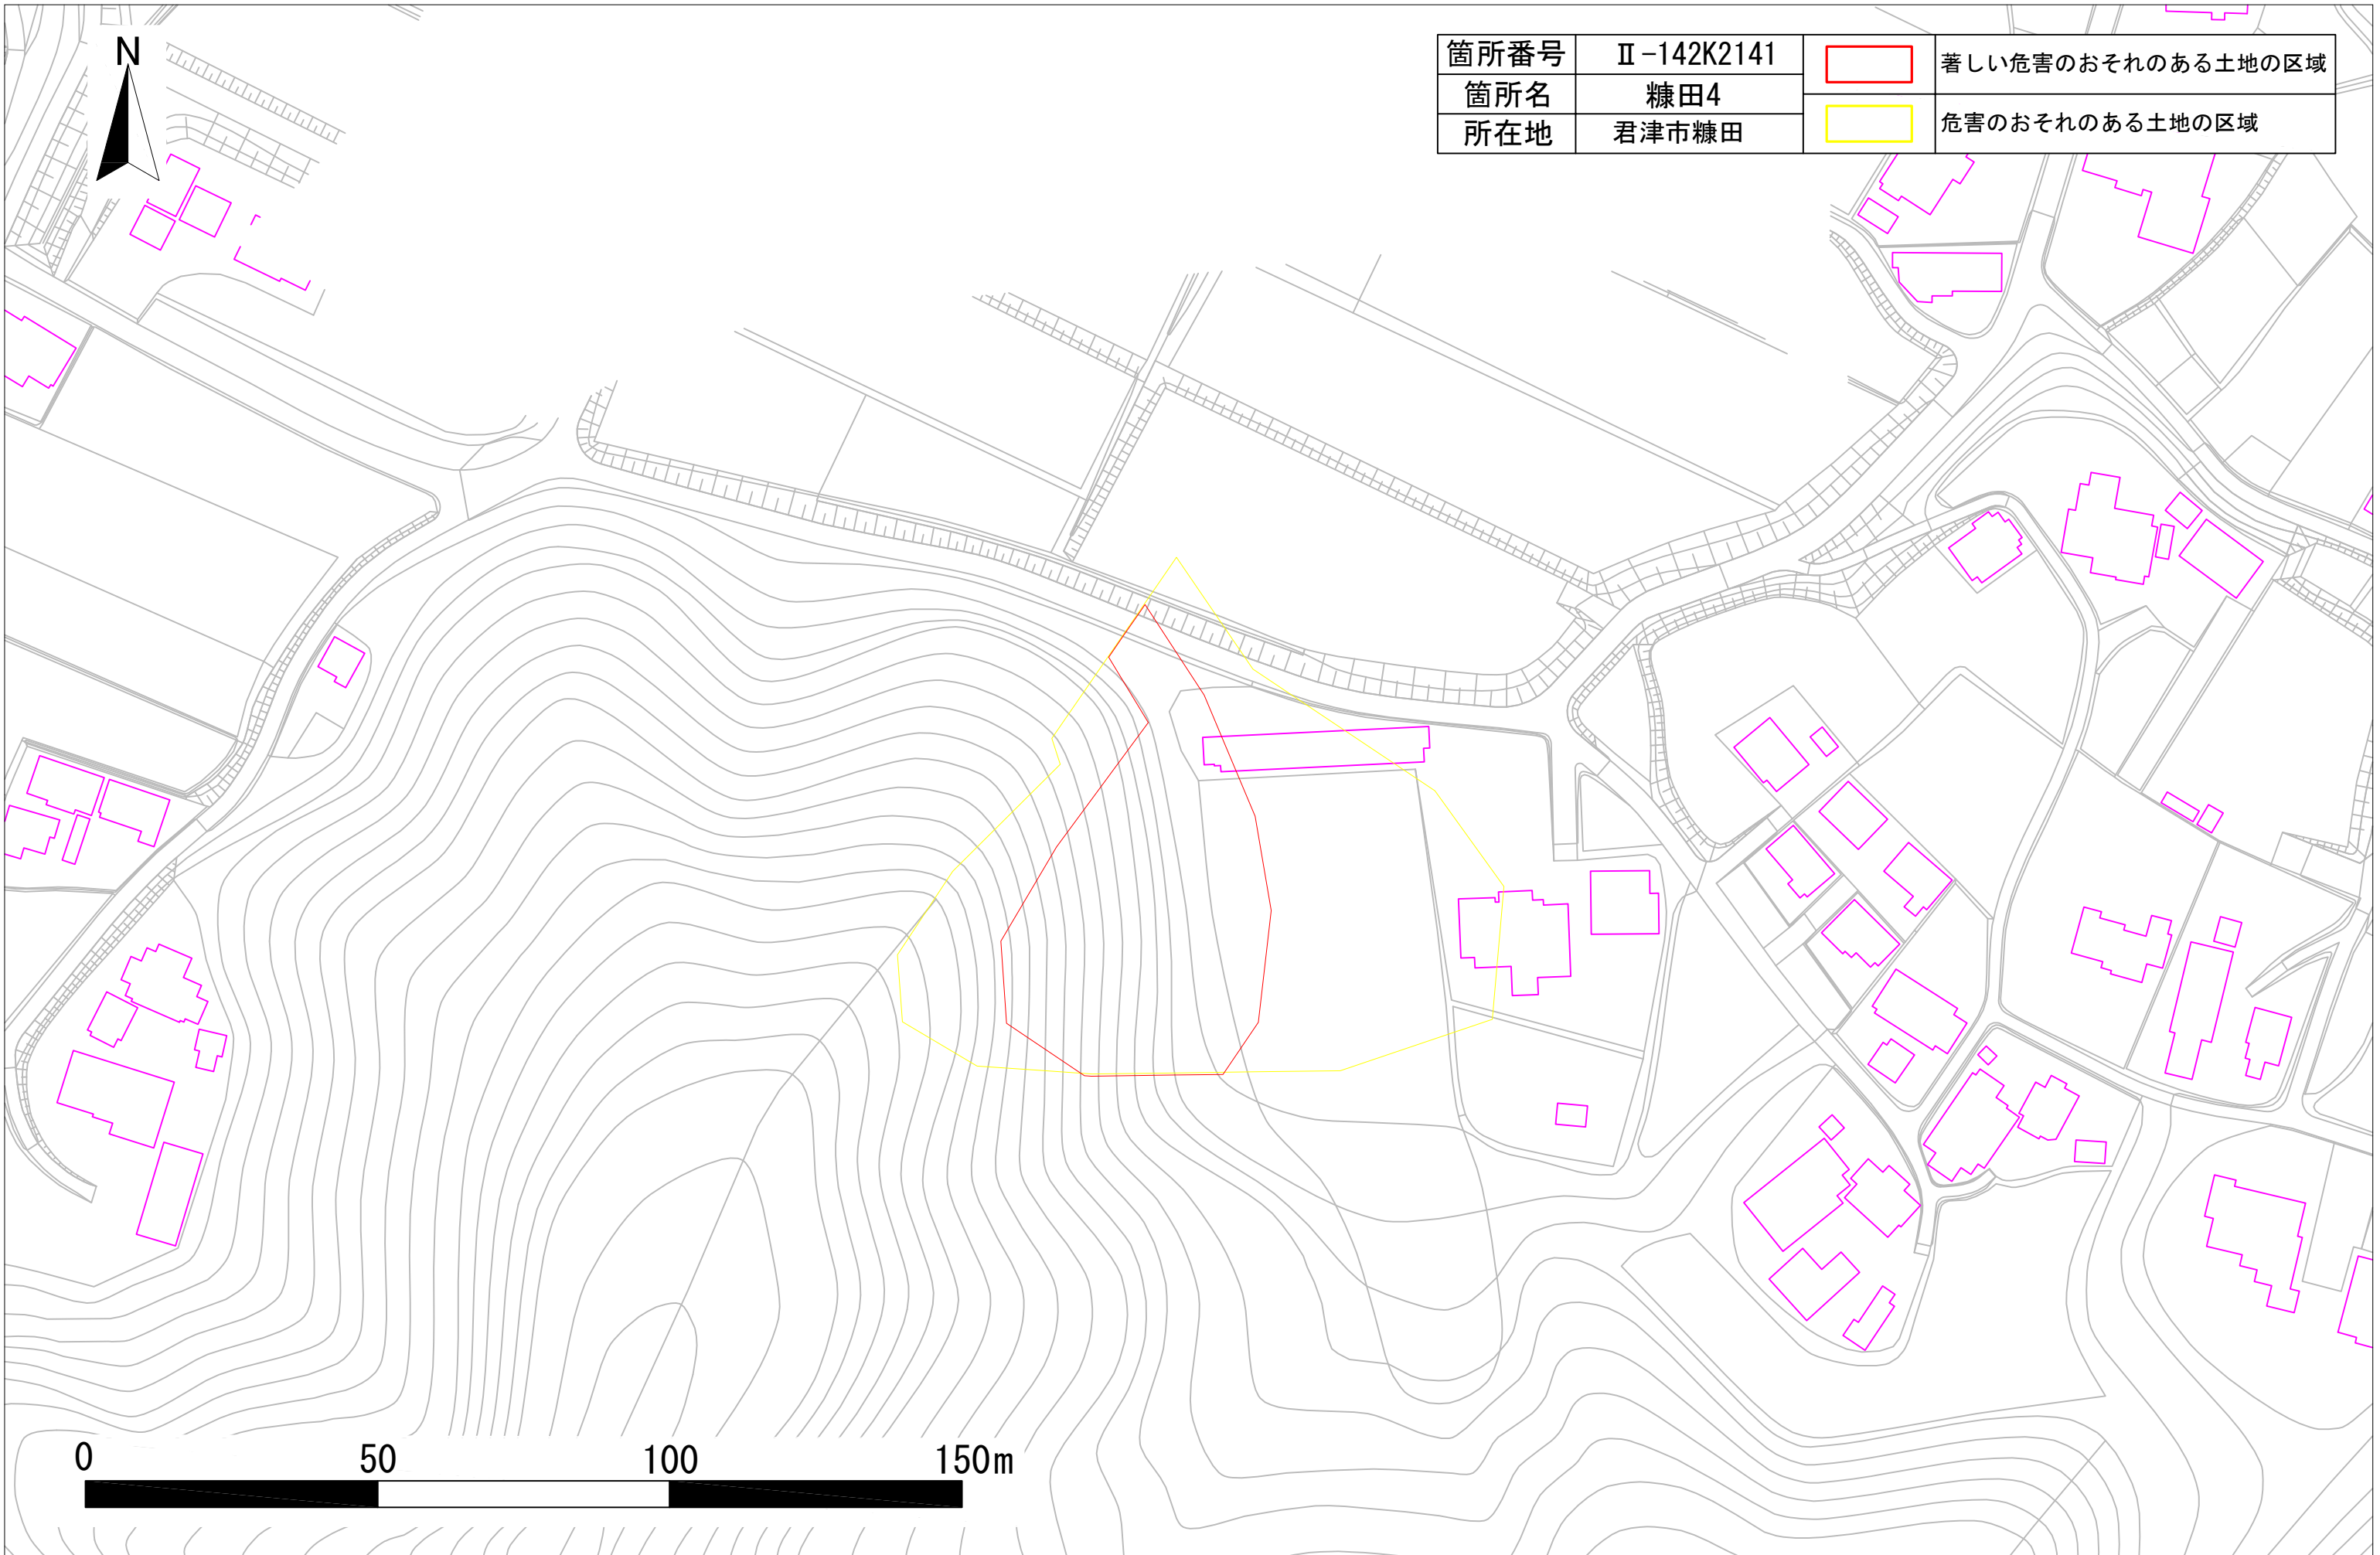 N
箇所番号 Ⅱ-142K2141 著しい危害のおそれのある土地の区域
箇所名 糠田4
危害のおそれのある土地の区域
所在地 君津市糠田
0 50 100 150m